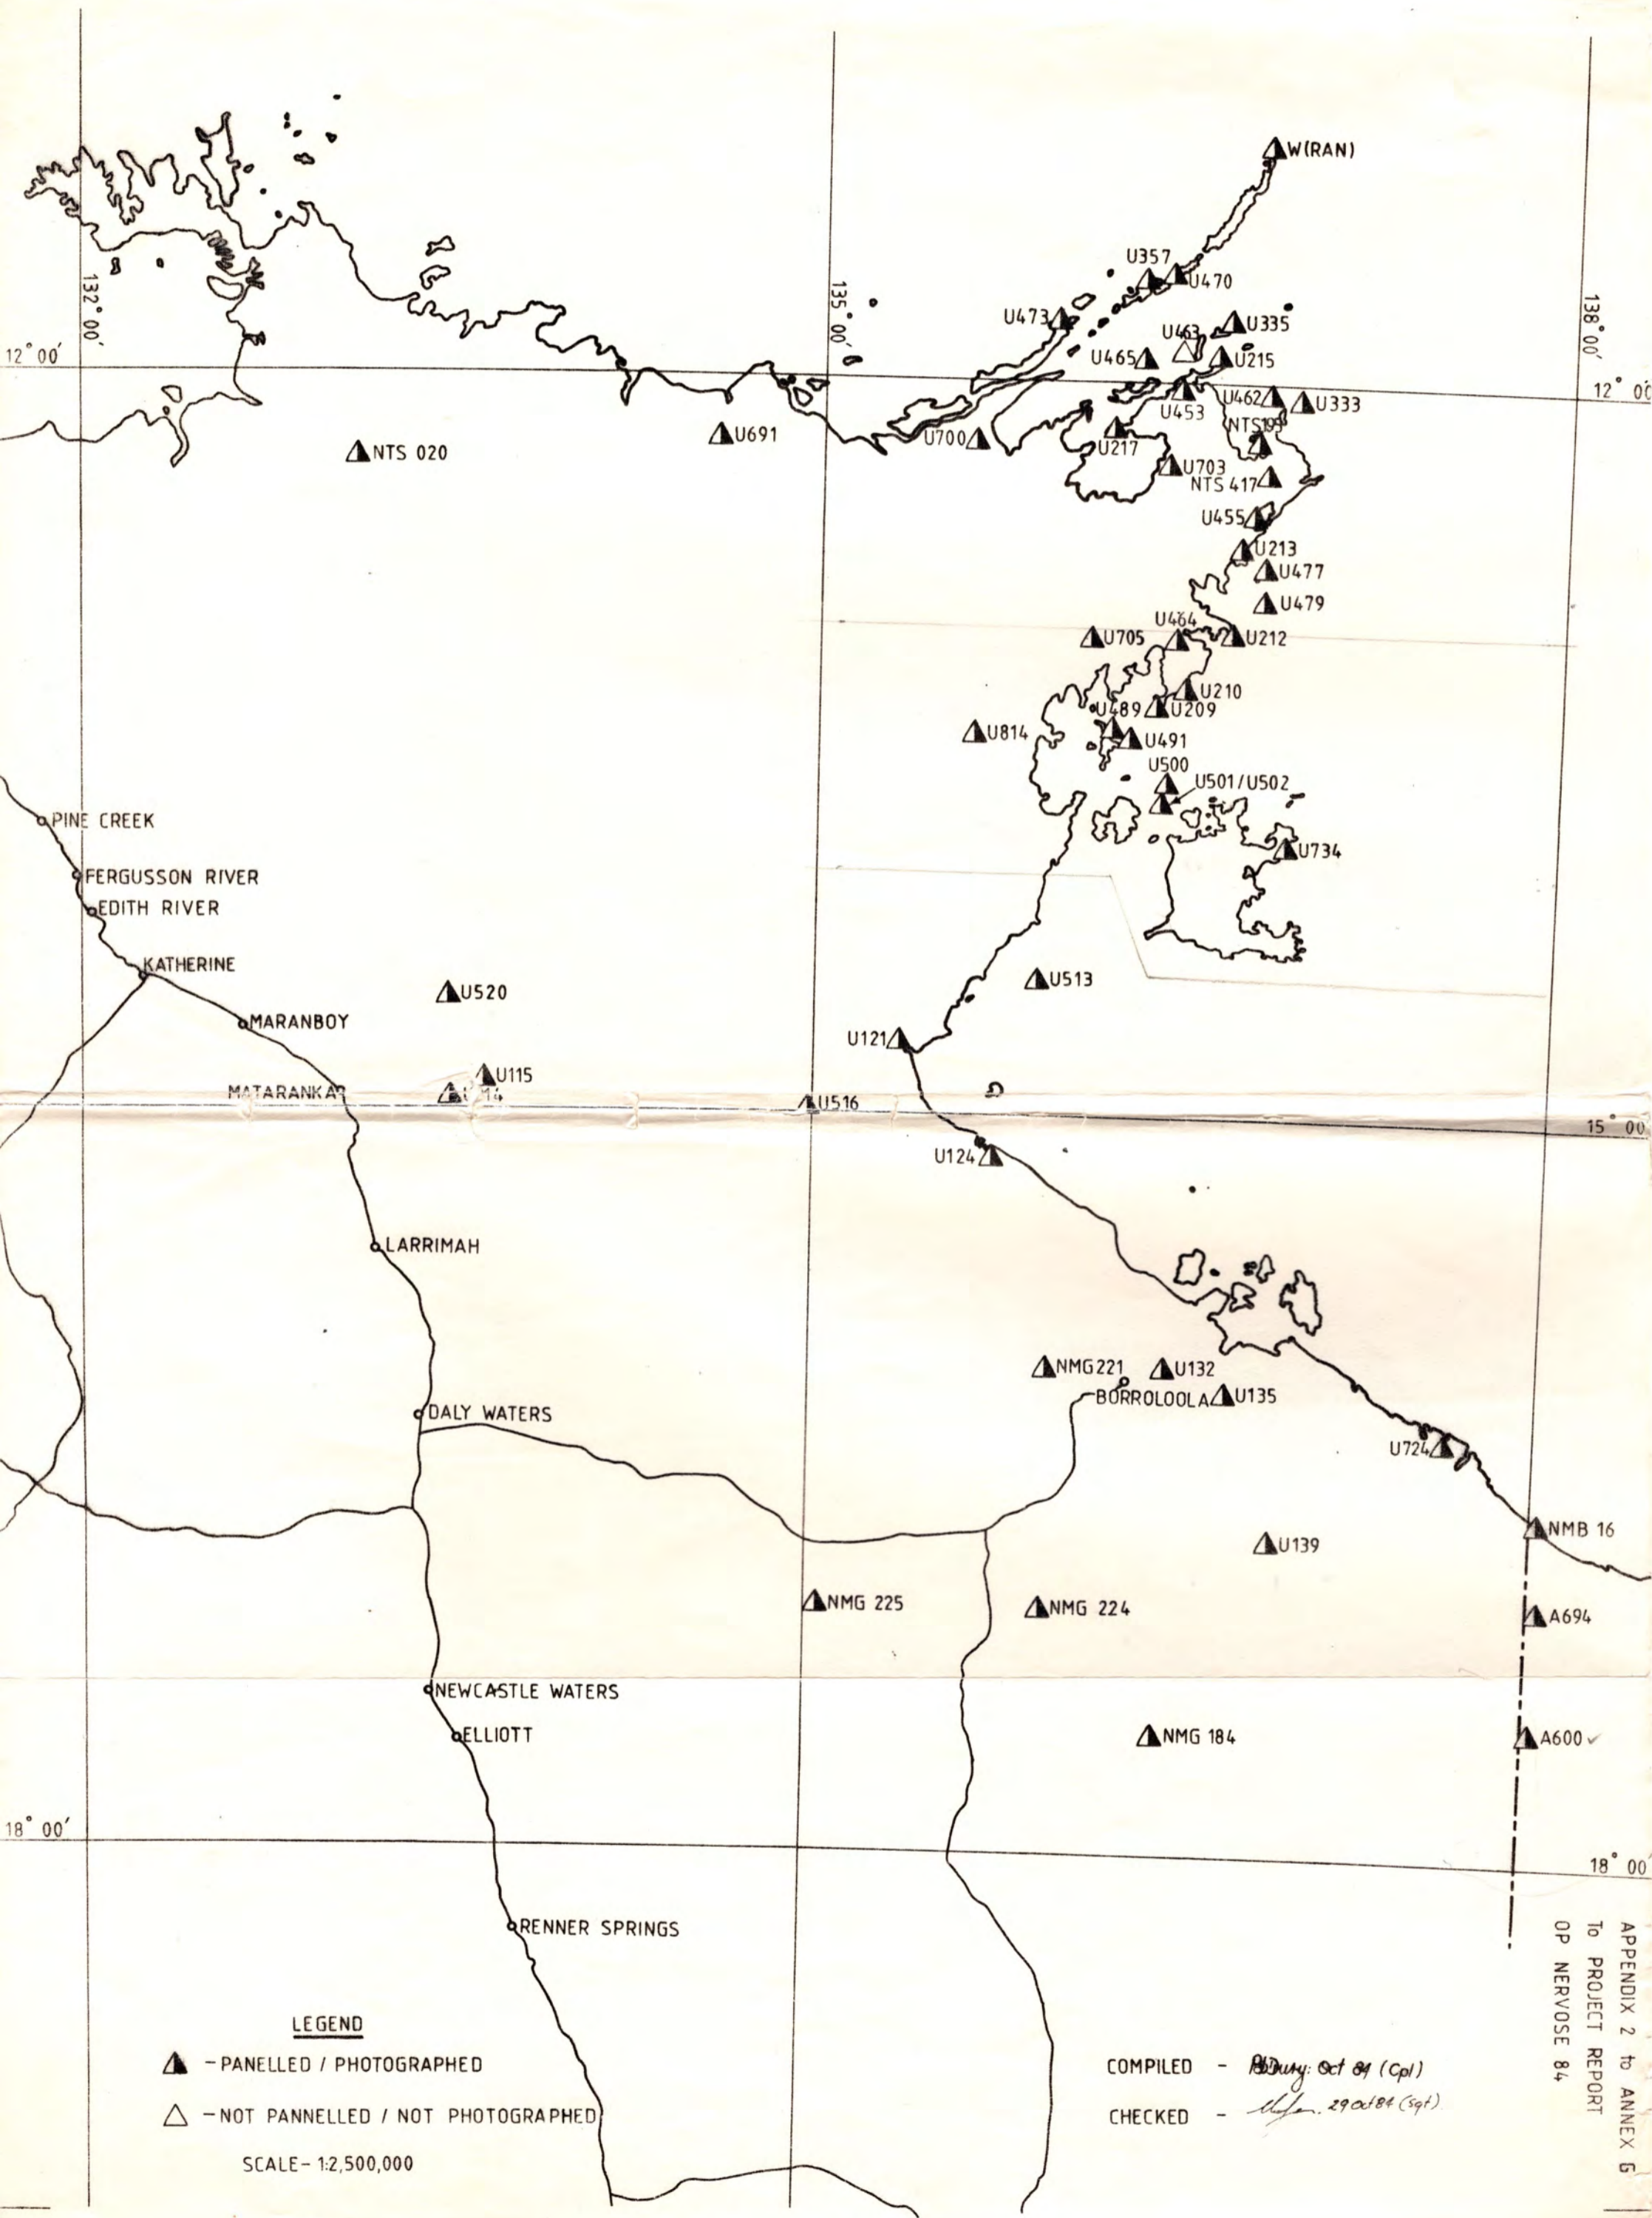 W(RAN)
U357
U470
132° 00'
135° 00'
138° 00'
U473
U335
U463
U465
U215
12° 00'
12° 00
U462
U333
U453
NTS 020
U691
U700
U217
NTS199
U703
NTS 417
U455
U213
U477
U479
U464
U705
U212
U210
U489
U209
U814
U491
U500
U501/U502
PINE CREEK
U734
FERGUSSON RIVER
EDITH RIVER
KATHERINE
U513
U520
MARANBOY
U121
U115
MATARANKA
U516
15° 00
U124
LARRIMAH
NMG221
U132
BORROLOOLA
U135
DALY WATERS
U724
NMB 16
U139
NMG 225
NMG 224
A694
NEWCASTLE WATERS
ELLIOTT
NMG 184
A600 ✓
18° 00'
18° 00
RENNER SPRINGS
APPENDIX 2 to ANNEX G
To PROJECT REPORT
OP NERVOSE 84
LEGEND
- PANELLED / PHOTOGRAPHED
- NOT PANNELLED / NOT PHOTOGRAPHED
SCALE - 1:2,500,000
COMPILED - Oct 84 (Cpl)
CHECKED - 29 Oct 84 (Sgt)